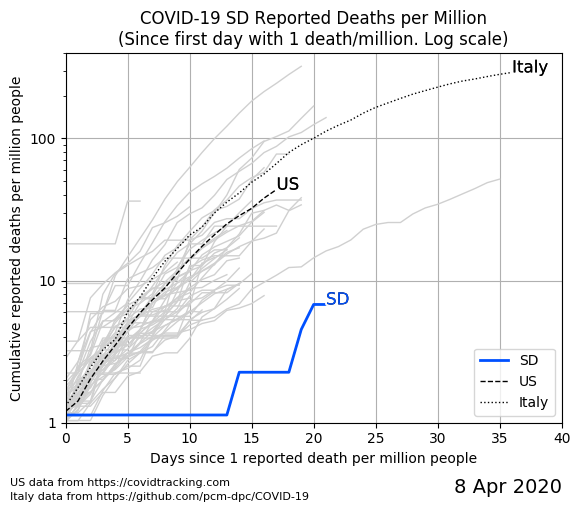 COVID-19 SD Reported Deaths per Million
(Since first day with 1 death/million. Log scale)
Cumulative reported deaths per million people
100
10
1
Italy
US
SD
SD
US
Italy
0 5 10 15 20 25 30 35 40
Days since 1 reported death per million people
US data from https://covidtracking.com
Italy data from https://github.com/pcm-dpc/COVID-19
8 Apr 2020